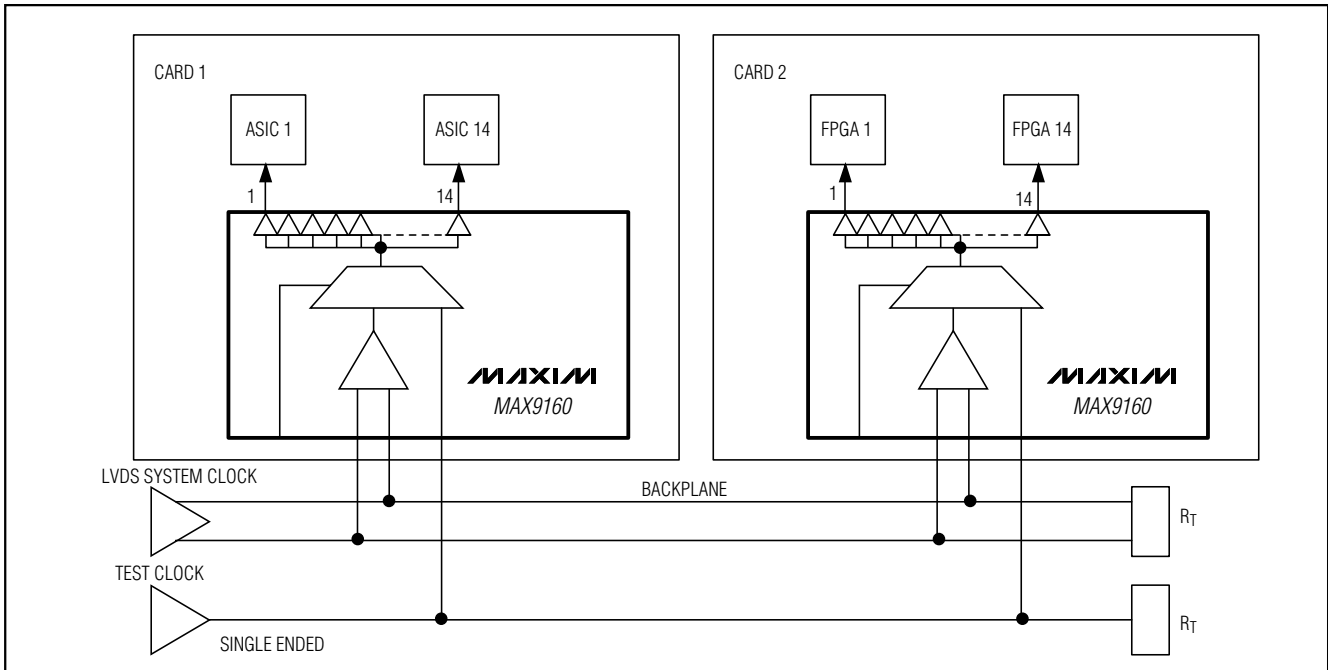 CARD 1
CARD 2
ASIC 1
ASIC 14
FPGA 1
FPGA 14
1
14
1
14
MAXIM
MAX9160
MAXIM
MAX9160
LVDS SYSTEM CLOCK
BACKPLANE
RT
TEST CLOCK
SINGLE ENDED
RT